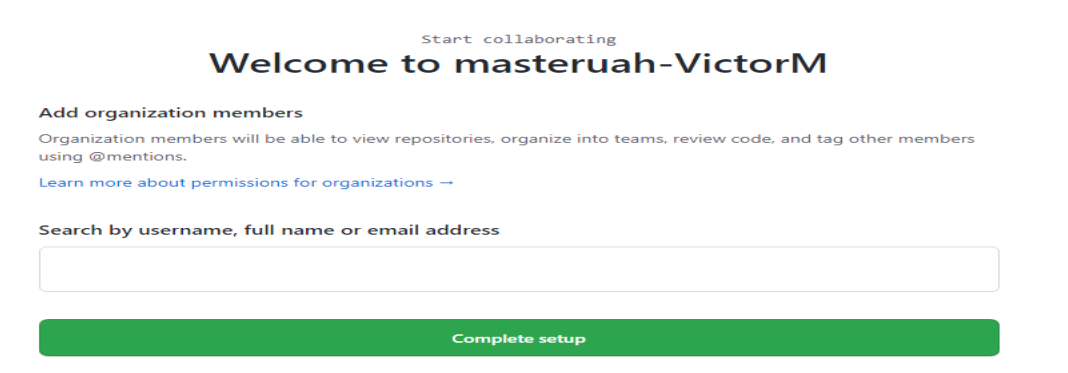 Start collaborating
Welcome to masteruah-VictorM
Add organization members
Organization members will be able to view repositories, organize into teams, review code, and tag other members
using @mentions.
Learn more about permissions for organizations →
Search by username, full name or email address
Complete setup